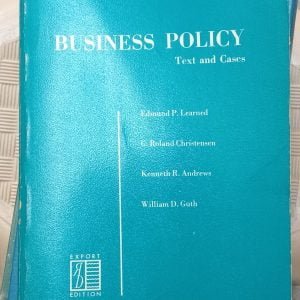 BUSINESS POLICY
Text and Cases
Edmund P. Learned
C. Roland Christensen
Kenneth R. Andrews
William D. Guth
EXPORT
EDITION